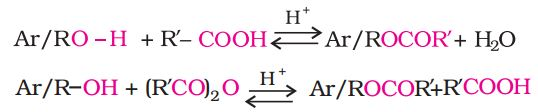 Ar/RO–H + R'–COOH ⇌ H⁺ Ar/ROCOR' + H₂O
Ar/R–OH + (R'CO)₂O ⇌ H⁺ Ar/ROCOR'+R'COOH